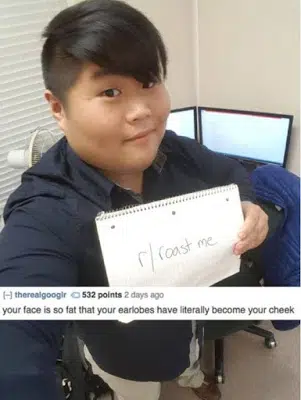 r/roast me
[-] therealgooglr 532 points 2 days ago
your face is so fat that your earlobes have literally become your cheek